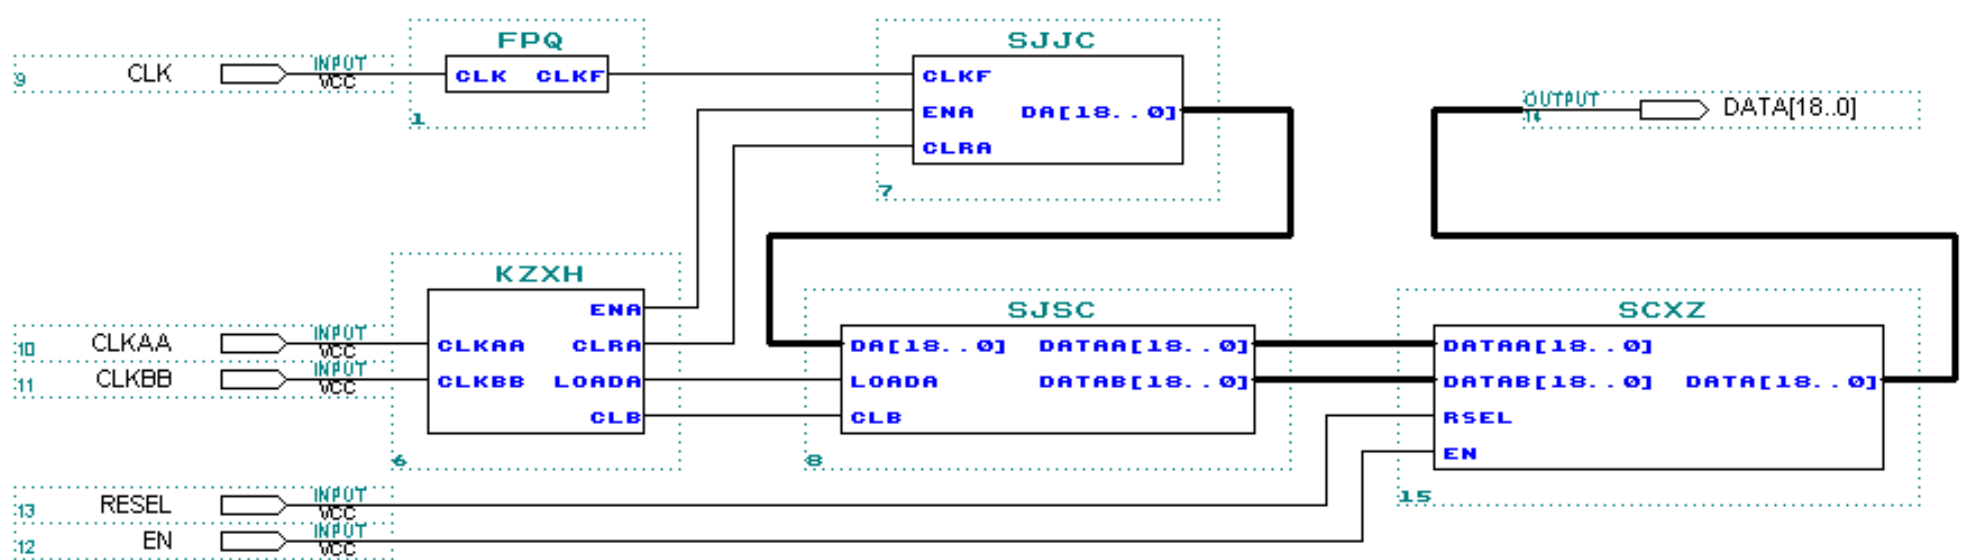 FPQ
SJJC
9 CLK INPUT VCC
CLK CLKF
CLKF
ENA DA[18..0]
CLRA
1
7
OUTPUT DATA[18..0]
14
KZXH
ENA
CLKAA CLRA
CLKBB LOADA
CLB
6
10 CLKAA INPUT VCC
11 CLKBB INPUT VCC
SJSC
DA[18..0] DATAA[18..0]
LOADA DATAB[18..0]
CLB
8
SCXZ
DATAA[18..0]
DATAB[18..0] DATA[18..0]
RSEL
EN
15
13 RESEL INPUT VCC
12 EN INPUT VCC